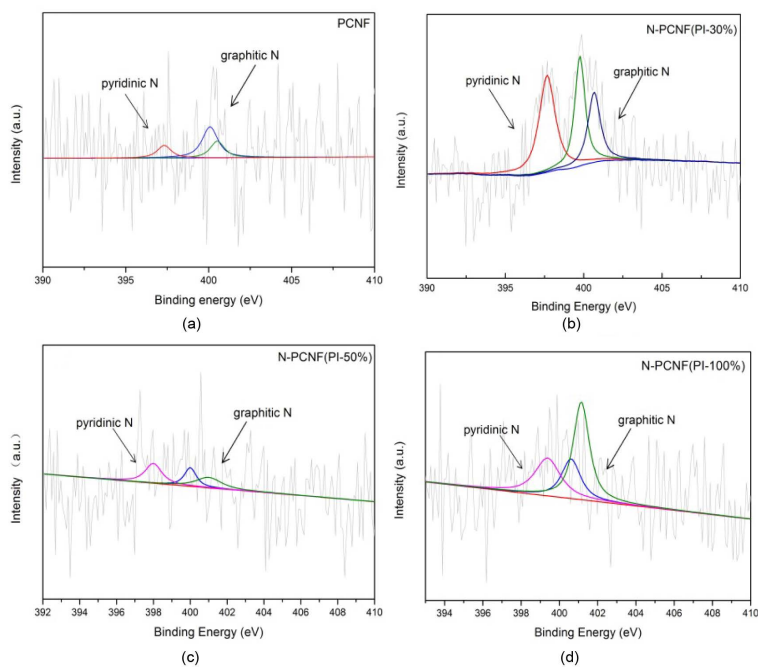 PCNF
graphitic N
pyridinic N
Intensity (a.u.)
390 395 400 405 410
Binding energy (eV)
(a)
N-PCNF(PI-30%)
pyridinic N
graphitic N
Intensity (a.u.)
390 395 400 405 410
Binding Energy (eV)
(b)
N-PCNF(PI-50%)
pyridinic N
graphitic N
Intensity （a.u.）
392 394 396 398 400 402 404 406 408 410
Binding Energy (eV)
(c)
N-PCNF(PI-100%)
pyridinic N
graphitic N
Intensity (a.u.)
394 396 398 400 402 404 406 408 410
Binding Energy (eV)
(d)